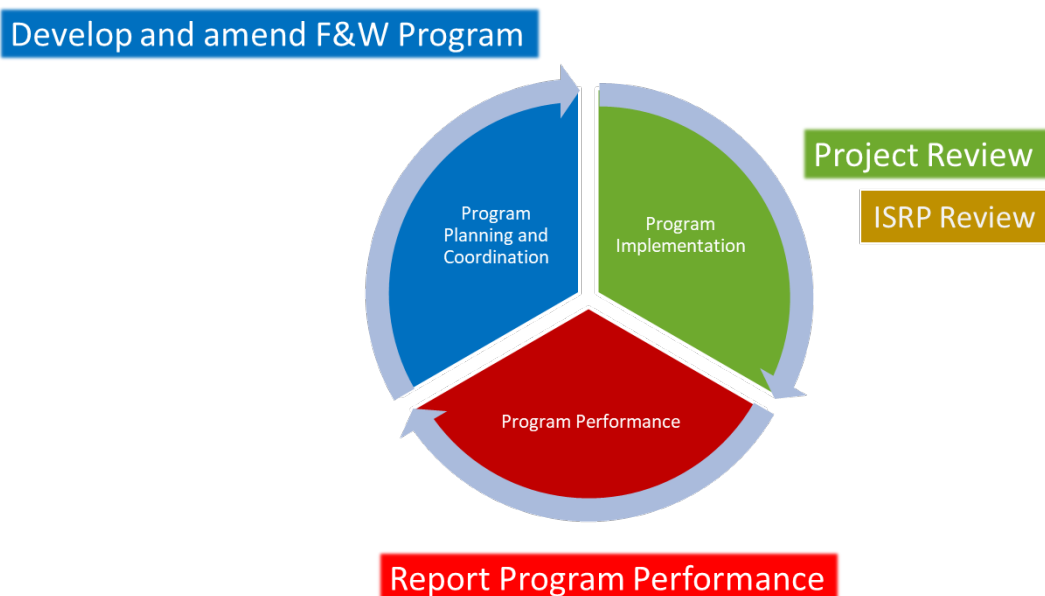 Develop and amend F&W Program
Project Review
ISRP Review
Program
Planning and
Coordination
Program
Implementation
Program Performance
Report Program Performance